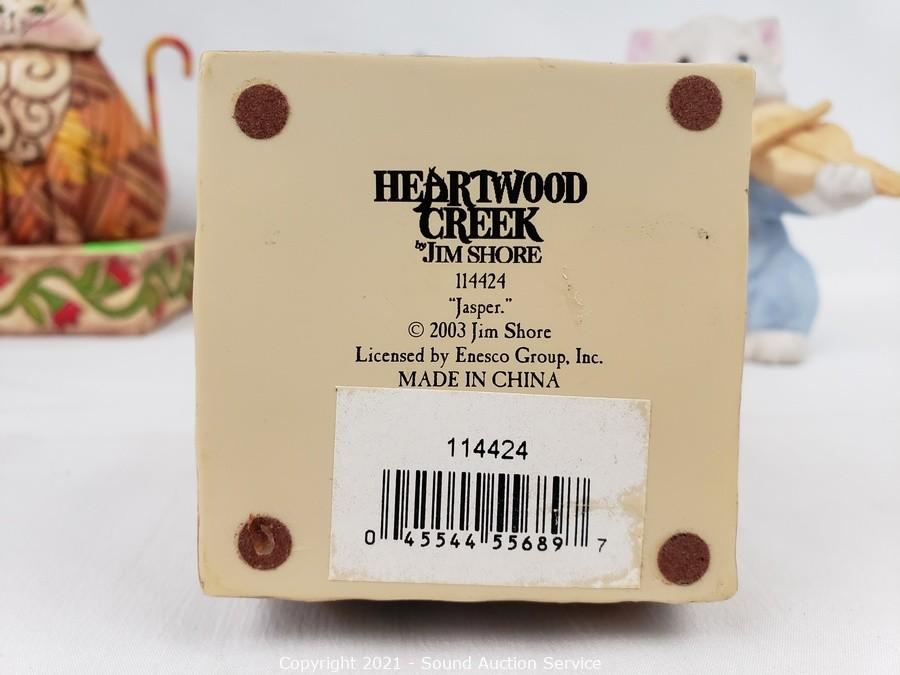 HEARTWOOD
CREEK
by JIM SHORE
114424
"Jasper."
© 2003 Jim Shore
Licensed by Enesco Group, Inc.
MADE IN CHINA
114424
0 45544 55689 7
Copyright 2021 - Sound Auction Service